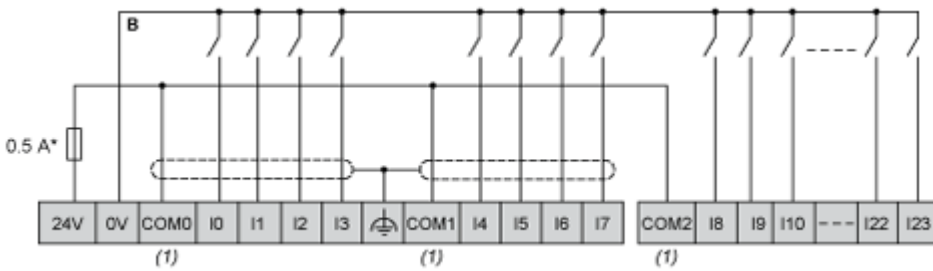 B
0.5 A*
24V 0V COM0 I0 I1 I2 I3 COM1 I4 I5 I6 I7 COM2 I8 I9 I10 I22 I23
(1) (1) (1)